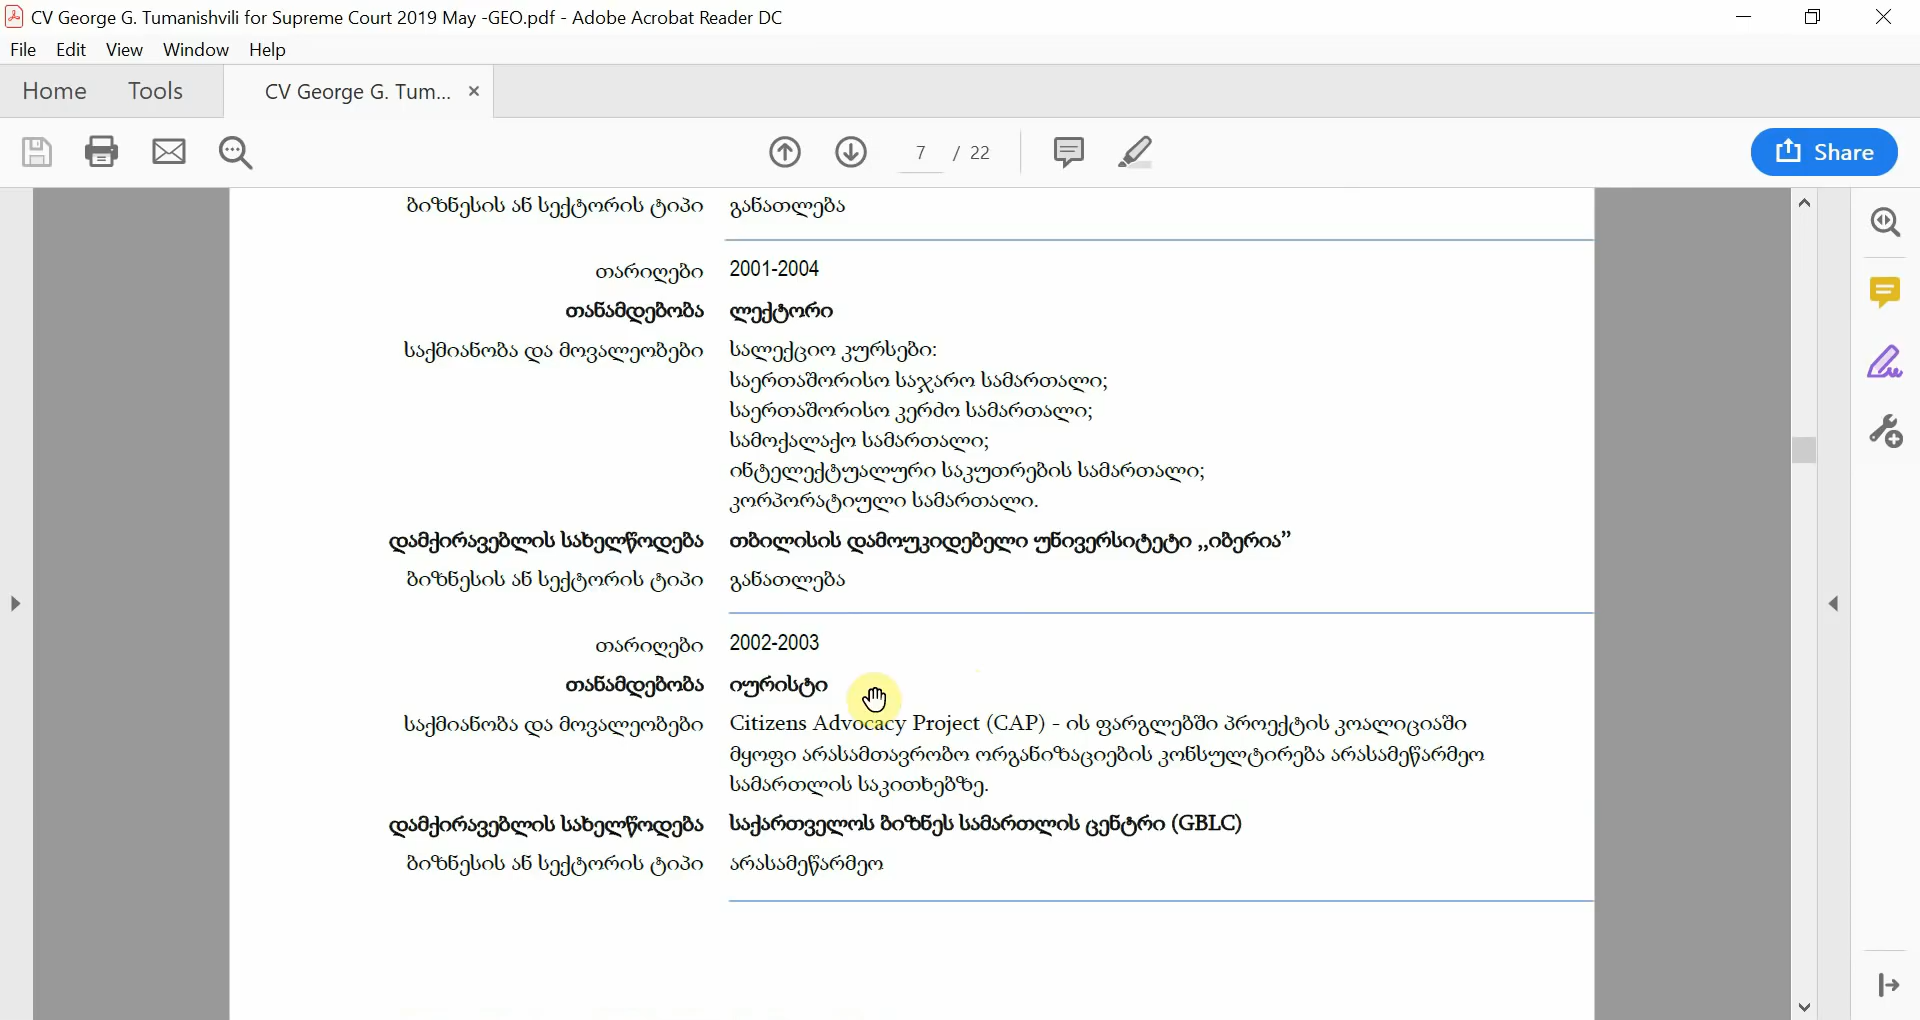 CV George G. Tumanishvili for Supreme Court 2019 May -GEO.pdf - Adobe Acrobat Reader DC
File Edit View Window Help
Home Tools CV George G. Tum... ×
7 / 22
Share
ბიზნესის ან სექტორის ტიპი განათლება
თარიღები 2001-2004
თანამდებობა ლექტორი
საქმიანობა და მოვალეობები სალექციო კურსები:
საერთაშორისო საჯარო სამართალი;
საერთაშორისო კერძო სამართალი;
სამოქალაქო სამართალი;
ინტელექტუალური საკუთრების სამართალი;
კორპორატიული სამართალი.
დამქირავებლის სახელწოდება თბილისის დამოუკიდებელი უნივერსიტეტი ,,იბერია”
ბიზნესის ან სექტორის ტიპი განათლება
თარიღები 2002-2003
თანამდებობა იურისტი
საქმიანობა და მოვალეობები Citizens Advocacy Project (CAP) - ის ფარგლებში პროექტის კოალიციაში
მყოფი არასამთავრობო ორგანიზაციების კონსულტირება არასამეწარმეო
სამართლის საკითხებზე.
დამქირავებლის სახელწოდება საქართველოს ბიზნეს სამართლის ცენტრი (GBLC)
ბიზნესის ან სექტორის ტიპი არასამეწარმეო